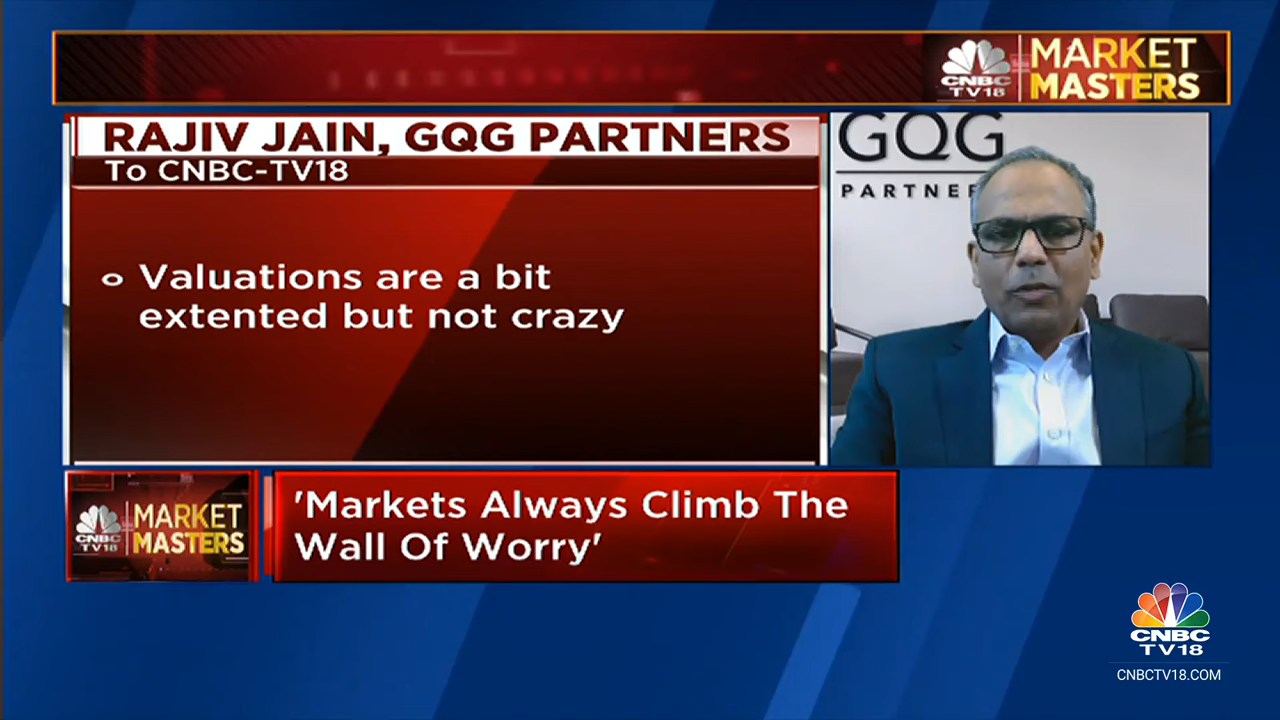 CNBC
TV18
MARKET
MASTERS
RAJIV JAIN, GQG PARTNERS
To CNBC-TV18
Valuations are a bit
extented but not crazy
GQG
PARTNE
CNBC
TV18
MARKET
MASTERS
'Markets Always Climb The
Wall Of Worry'
CNBC
TV18
CNBCTV18.COM